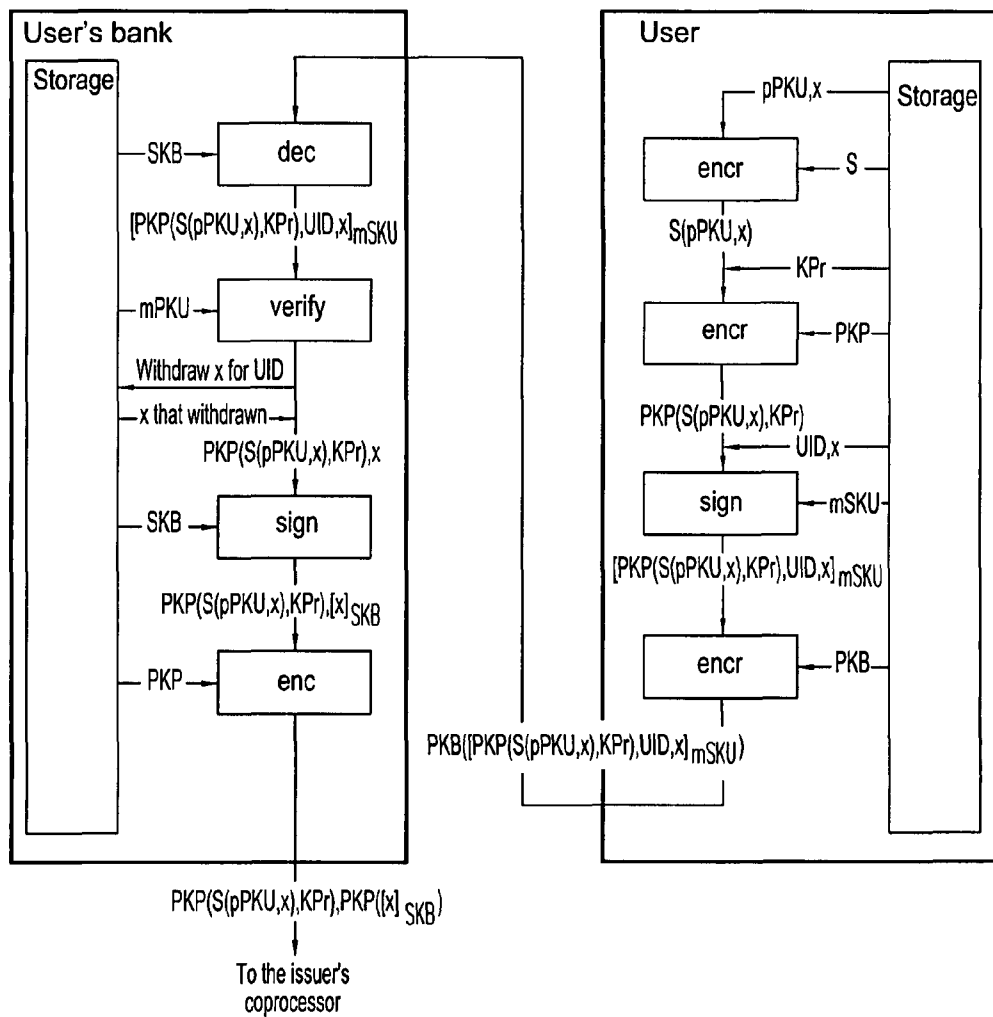 User's bank
Storage
SKB
dec
[PKP(S(pPKU,x),KPr),UID,x]mSKU
mPKU
verify
Withdraw x for UID
x that withdrawn
PKP(S(pPKU,x),KPr),x
SKB
sign
PKP(S(pPKU,x),KPr),[x]SKB
PKP
enc
PKP(S(pPKU,x),KPr),PKP([x]SKB)
To the issuer's
coprocessor
PKB([PKP(S(pPKU,x),KPr),UID,x]mSKU)
User
Storage
pPKU,x
encr
S
S(pPKU,x)
KPr
encr
PKP
PKP(S(pPKU,x),KPr)
UID,x
sign
mSKU
[PKP(S(pPKU,x),KPr),UID,x]mSKU
encr
PKB